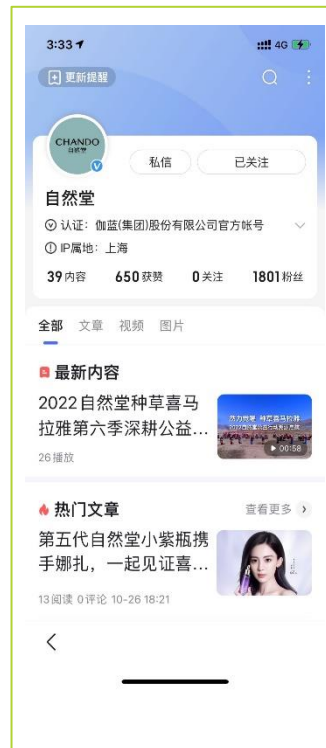 3:33
4G
更新提醒
CHANDO
自然堂
私信
已关注
自然堂
认证：伽蓝(集团)股份有限公司官方帐号
IP属地：上海
39内容 650获赞 0关注 1801粉丝
全部 文章 视频 图片
最新内容
2022自然堂种草喜马
拉雅第六季深耕公益...
26播放
00:58
热门文章
查看更多
第五代自然堂小紫瓶携
手娜扎，一起见证喜...
13阅读 0评论 10-26 18:21